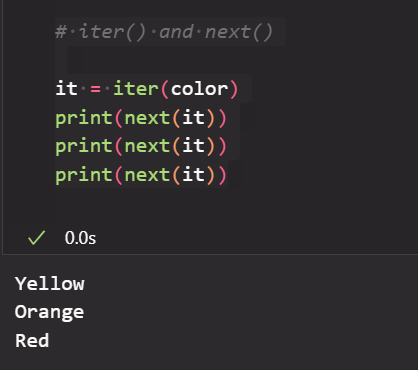 # iter() and next()
it = iter(color)
print(next(it))
print(next(it))
print(next(it))
0.0s
Yellow
Orange
Red